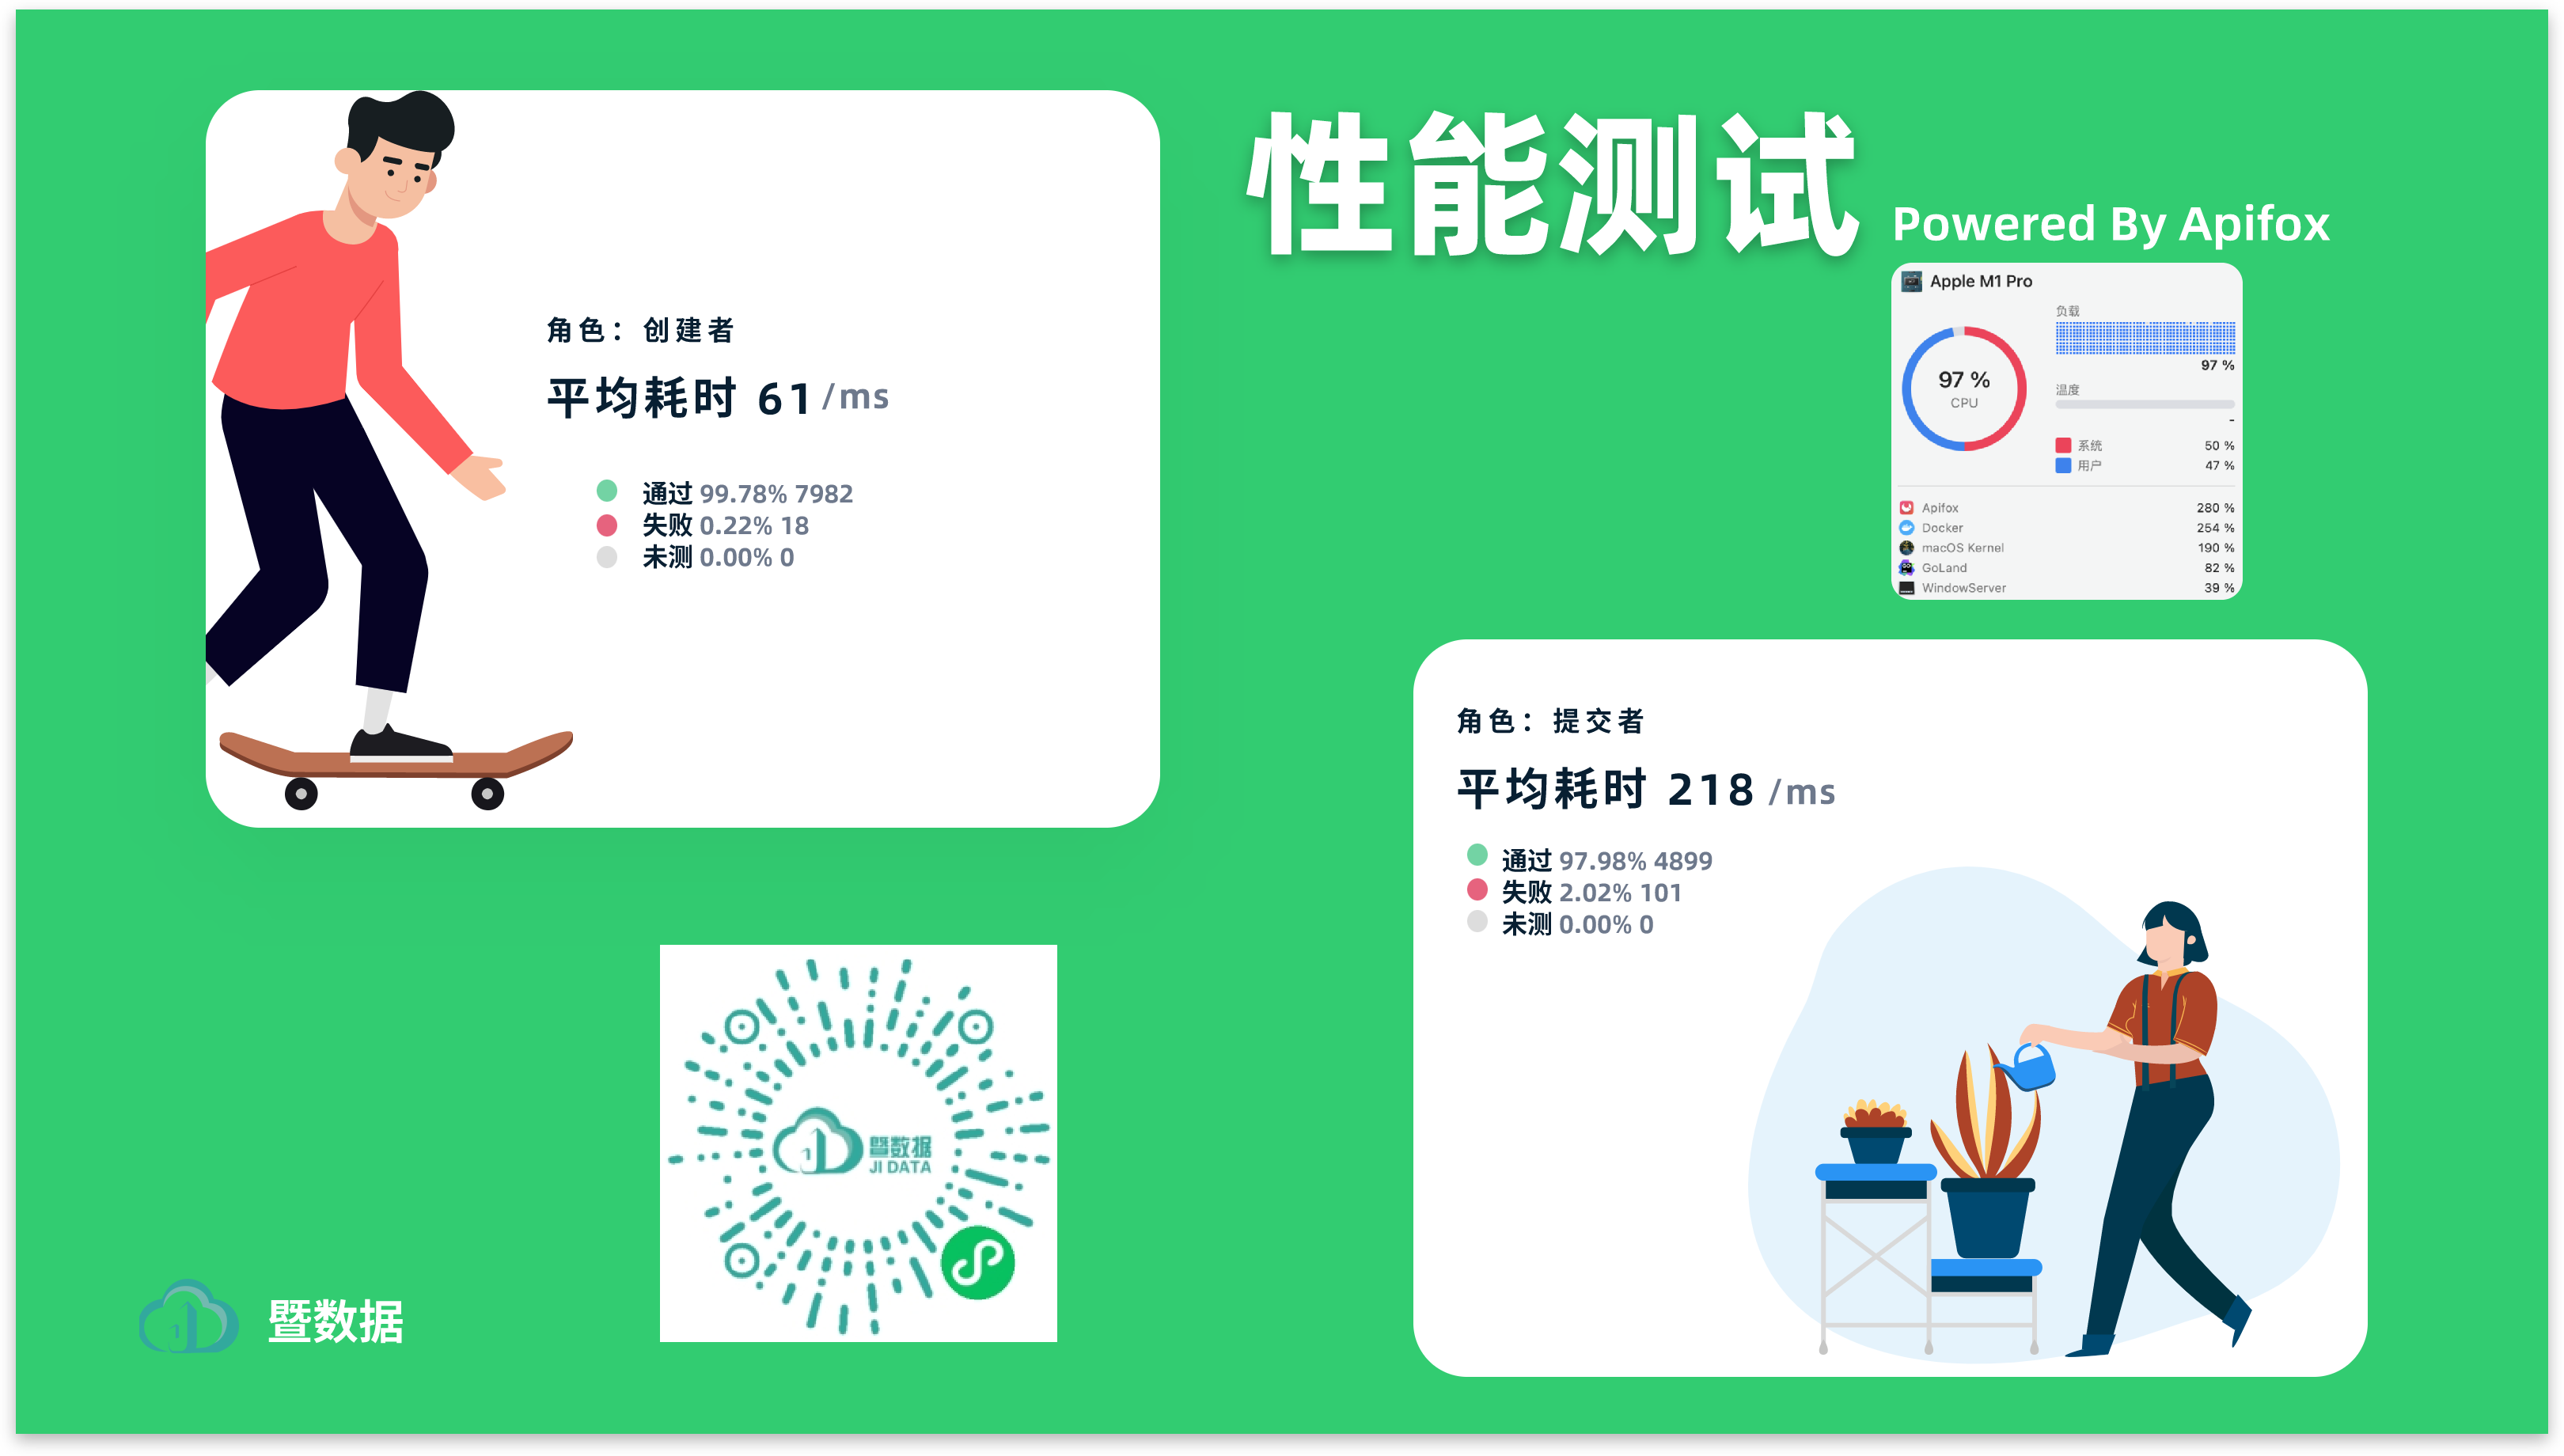 性能测试
Powered By Apifox
角色：创建者
平均耗时 61 /ms
通过 99.78% 7982
失败 0.22% 18
未测 0.00% 0
Apple M1 Pro
负载
97 %
97 %
CPU
温度
-
系统 50 %
用户 47 %
Apifox 280 %
Docker 254 %
macOS Kernel 190 %
GoLand 82 %
WindowServer 39 %
角色：提交者
平均耗时 218 /ms
通过 97.98% 4899
失败 2.02% 101
未测 0.00% 0
暨数据
JI DATA
暨数据